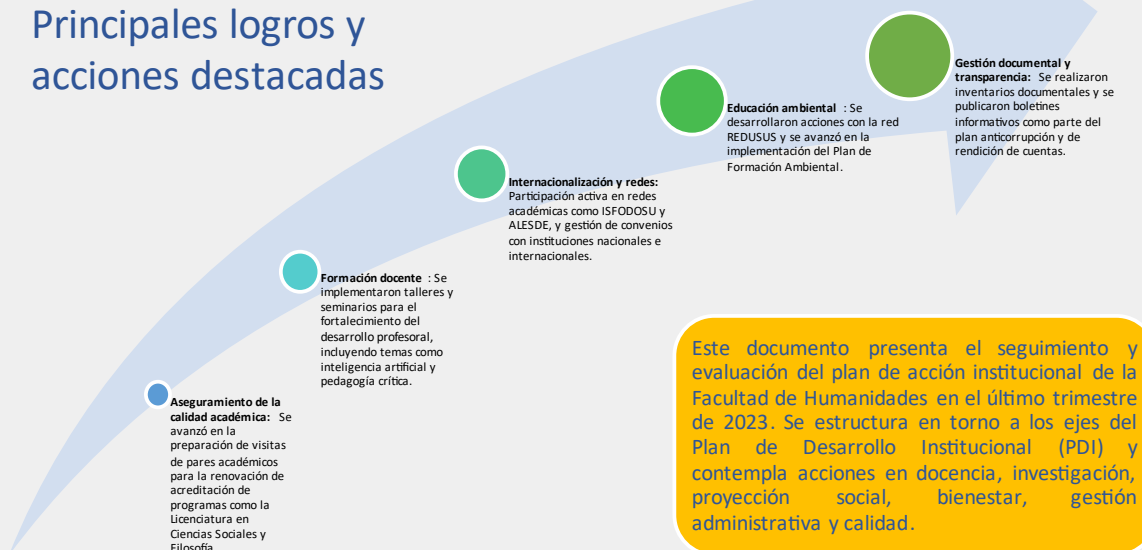 Principales logros y
acciones destacadas
Aseguramiento de la
calidad académica: Se
avanzó en la
preparación de visitas
de pares académicos
para la renovación de
acreditación de
programas como la
Licenciatura en
Ciencias Sociales y
Filosofía
Formación docente : Se
implementaron talleres y
seminarios para el
fortalecimiento del
desarrollo profesoral,
incluyendo temas como
inteligencia artificial y
pedagogía crítica.
Internacionalización y redes:
Participación activa en redes
académicas como ISFODOSU y
ALESDE, y gestión de convenios
con instituciones nacionales e
internacionales.
Educación ambiental : Se
desarrollaron acciones con la red
REDUSUS y se avanzó en la
implementación del Plan de
Formación Ambiental.
Gestión documental y
transparencia: Se realizaron
inventarios documentales y se
publicaron boletines
informativos como parte del
plan anticorrupción y de
rendición de cuentas.
Este documento presenta el seguimiento y
evaluación del plan de acción institucional de la
Facultad de Humanidades en el último trimestre
de 2023. Se estructura en torno a los ejes del
Plan de Desarrollo Institucional (PDI) y
contempla acciones en docencia, investigación,
proyección social, bienestar, gestión
administrativa y calidad.